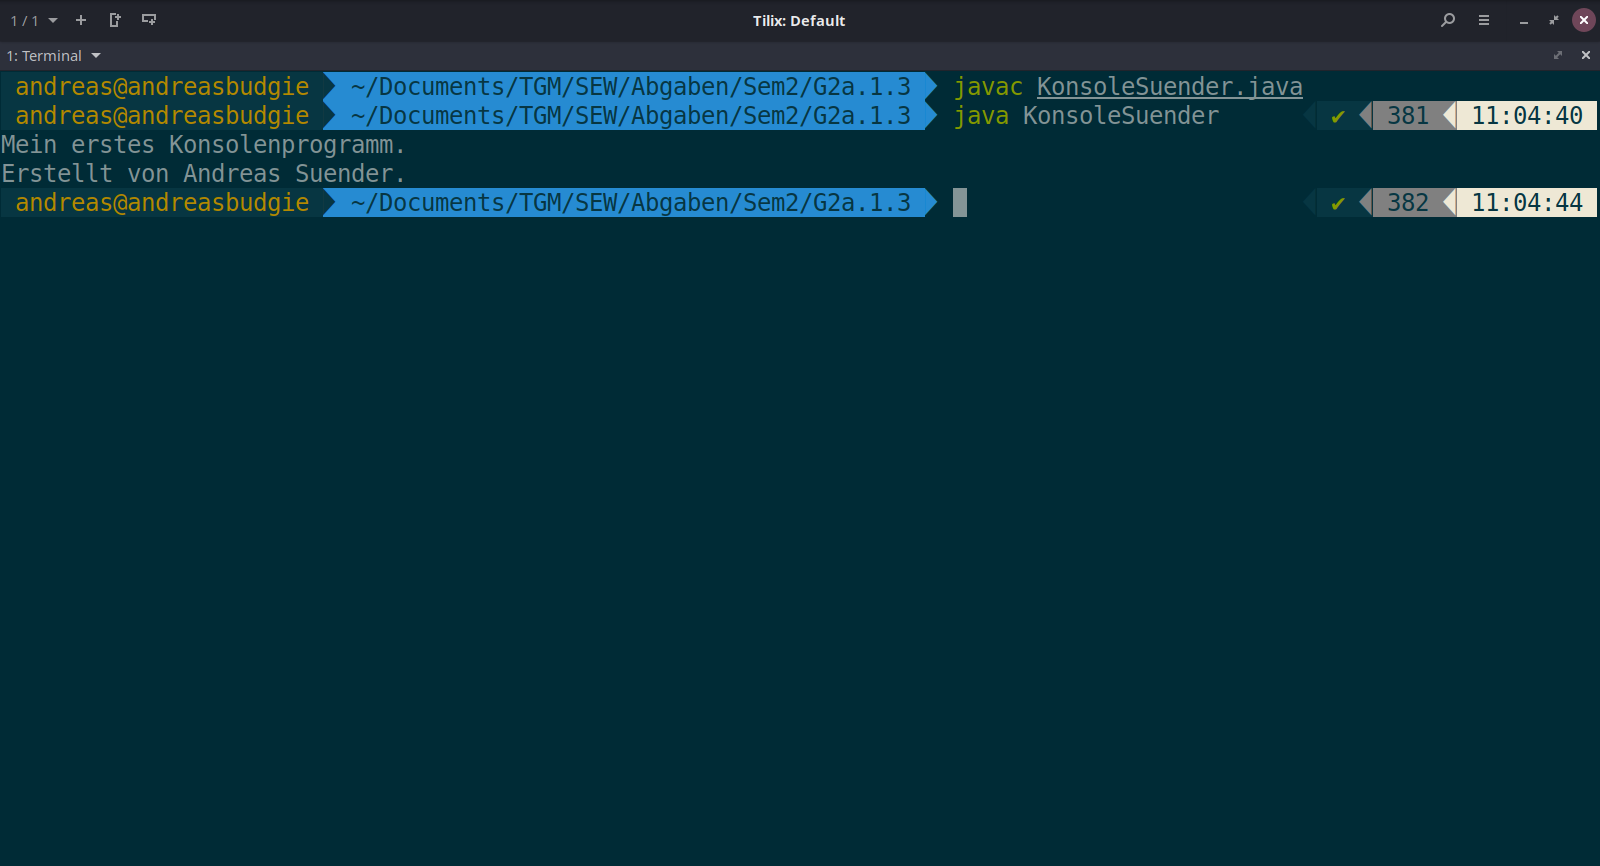 1 / 1 Tilix: Default
1: Terminal
andreas@andreasbudgie ~/Documents/TGM/SEW/Abgaben/Sem2/G2a.1.3 javac KonsoleSuender.java
andreas@andreasbudgie ~/Documents/TGM/SEW/Abgaben/Sem2/G2a.1.3 java KonsoleSuender ✔ 381 11:04:40
Mein erstes Konsolenprogramm.
Erstellt von Andreas Suender.
andreas@andreasbudgie ~/Documents/TGM/SEW/Abgaben/Sem2/G2a.1.3 ✔ 382 11:04:44